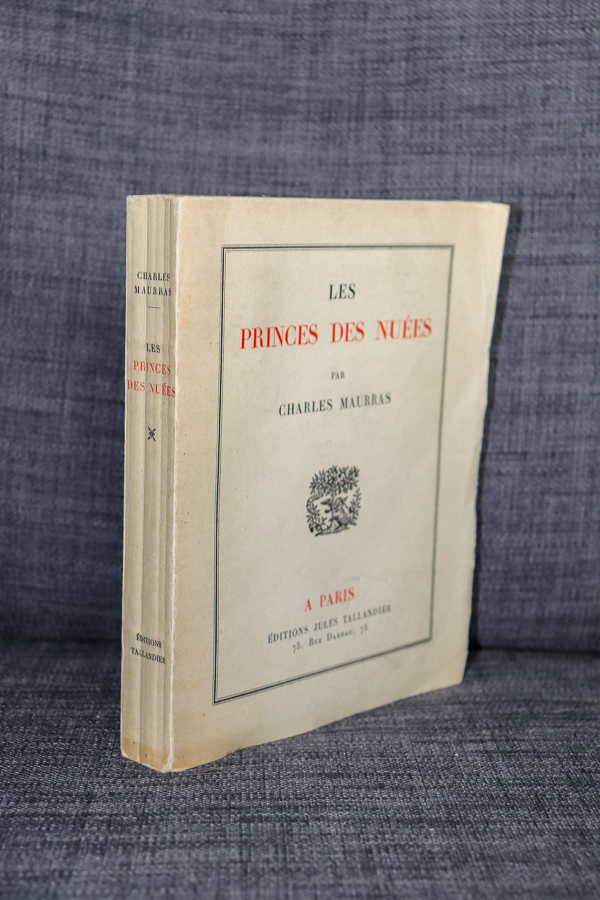 CHARLES
MAURRAS
LES
PRINCES
DES NUÉES
ÉDITIONS
TALLANDIER
LES
PRINCES DES NUÉES
PAR
CHARLES MAURRAS
A PARIS
ÉDITIONS JULES TALLANDIER
75, RUE DAREAU, 75